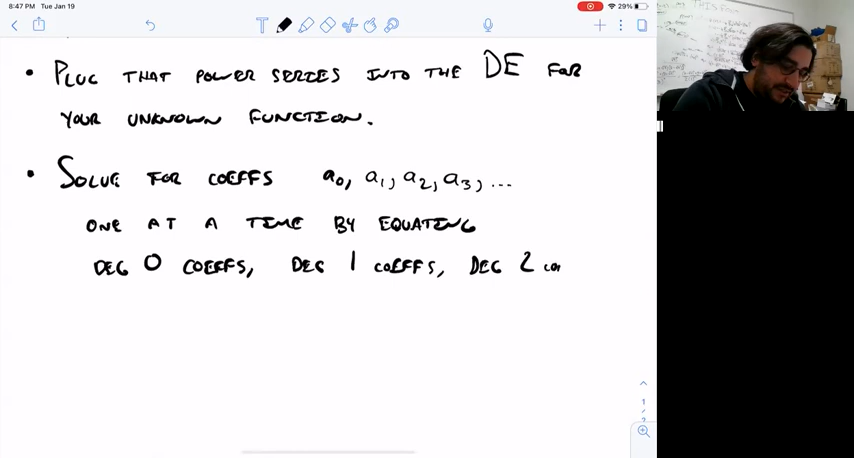 8:47 PM Tue Jan 19
29%
• PLUG THAT POWER SERIES INTO THE DE FOR
YOUR UNKNOWN FUNCTION.
• SOLVE FOR COEFFS a₀, a₁, a₂, a₃, ...
ONE AT A TIME BY EQUATING
DEG 0 COEFFS, DEG 1 COEFFS, DEG 2 co
1
/